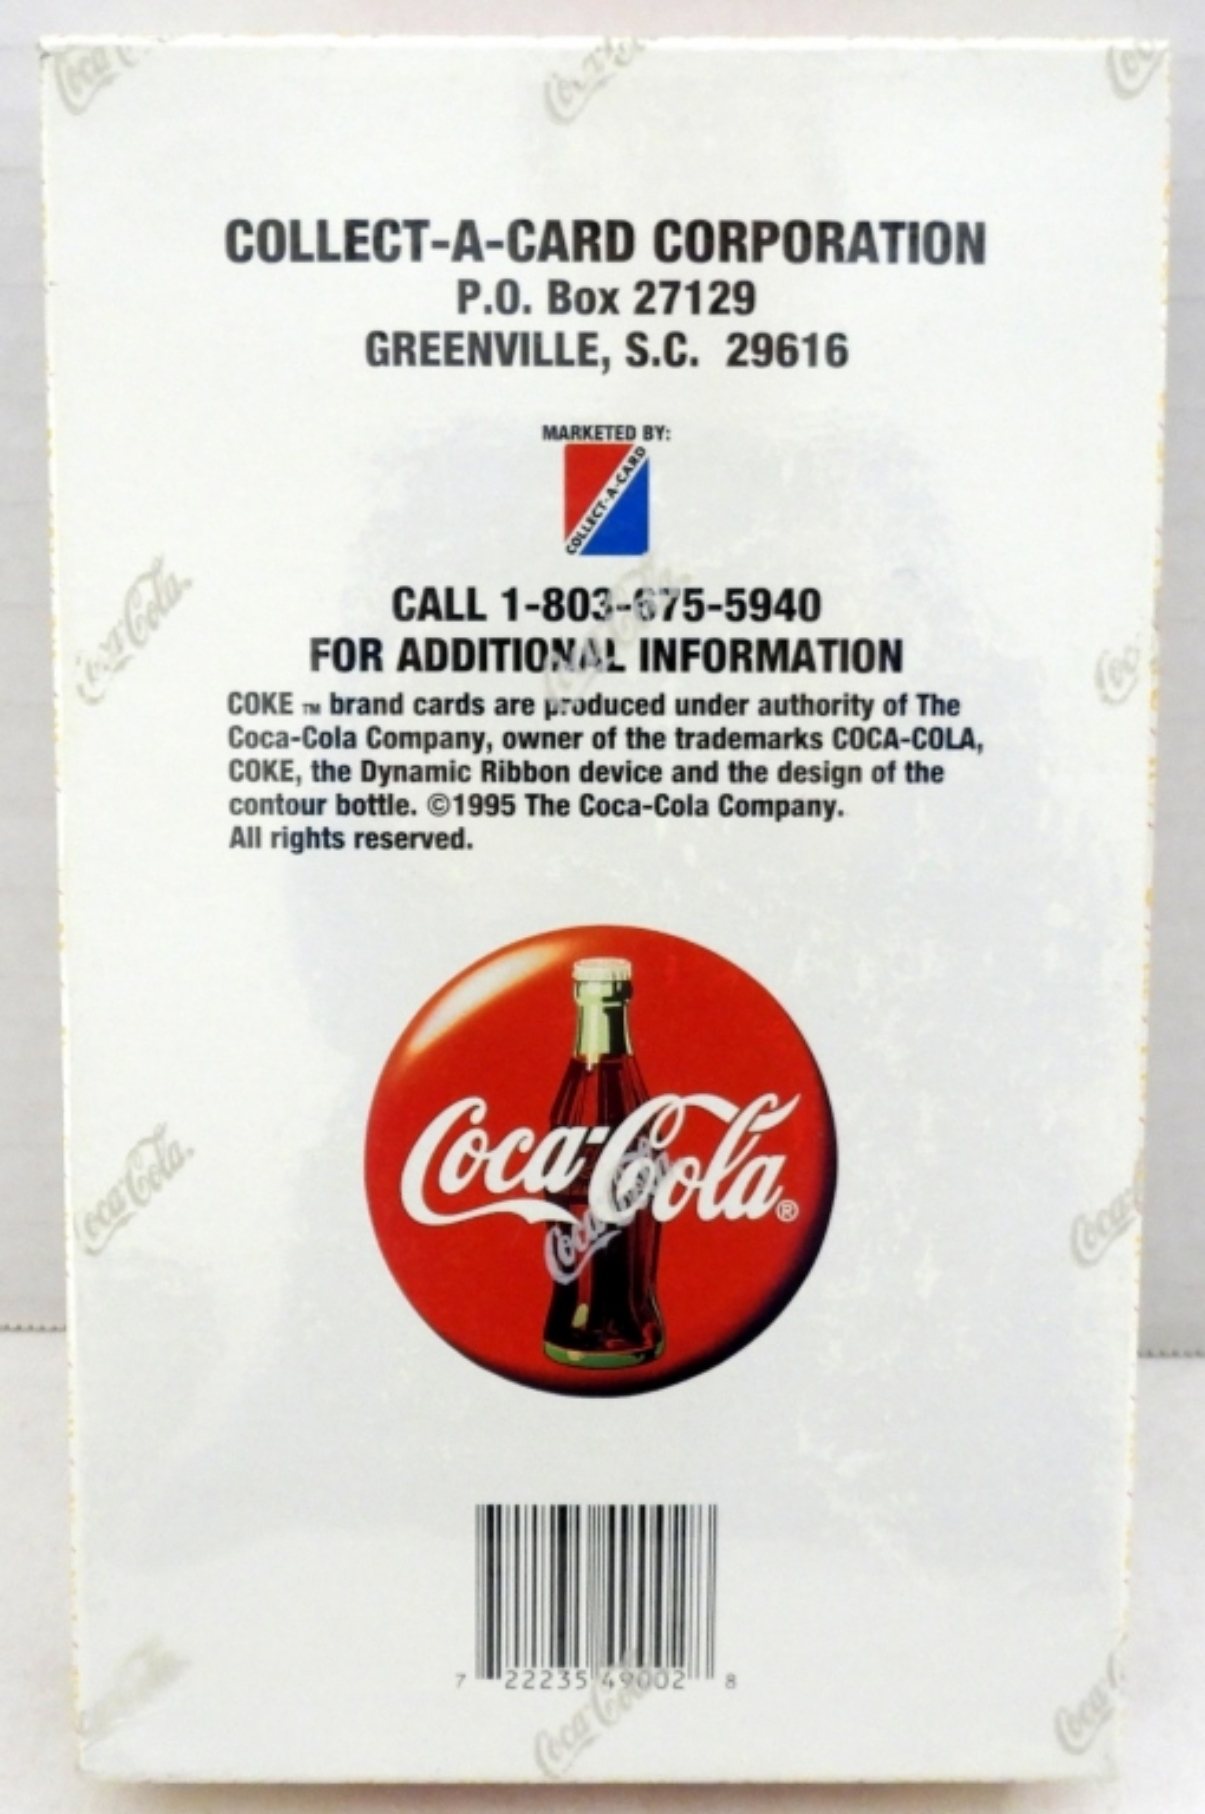 COLLECT-A-CARD CORPORATION
P.O. Box 27129
GREENVILLE, S.C. 29616
MARKETED BY:
COLLECT-A-CARD
CALL 1-803-675-5940
FOR ADDITIONAL INFORMATION
COKE ™ brand cards are produced under authority of The
Coca-Cola Company, owner of the trademarks COCA-COLA,
COKE, the Dynamic Ribbon device and the design of the
contour bottle. ©1995 The Coca-Cola Company.
All rights reserved.
Coca-Cola®
7 22235 49002 8